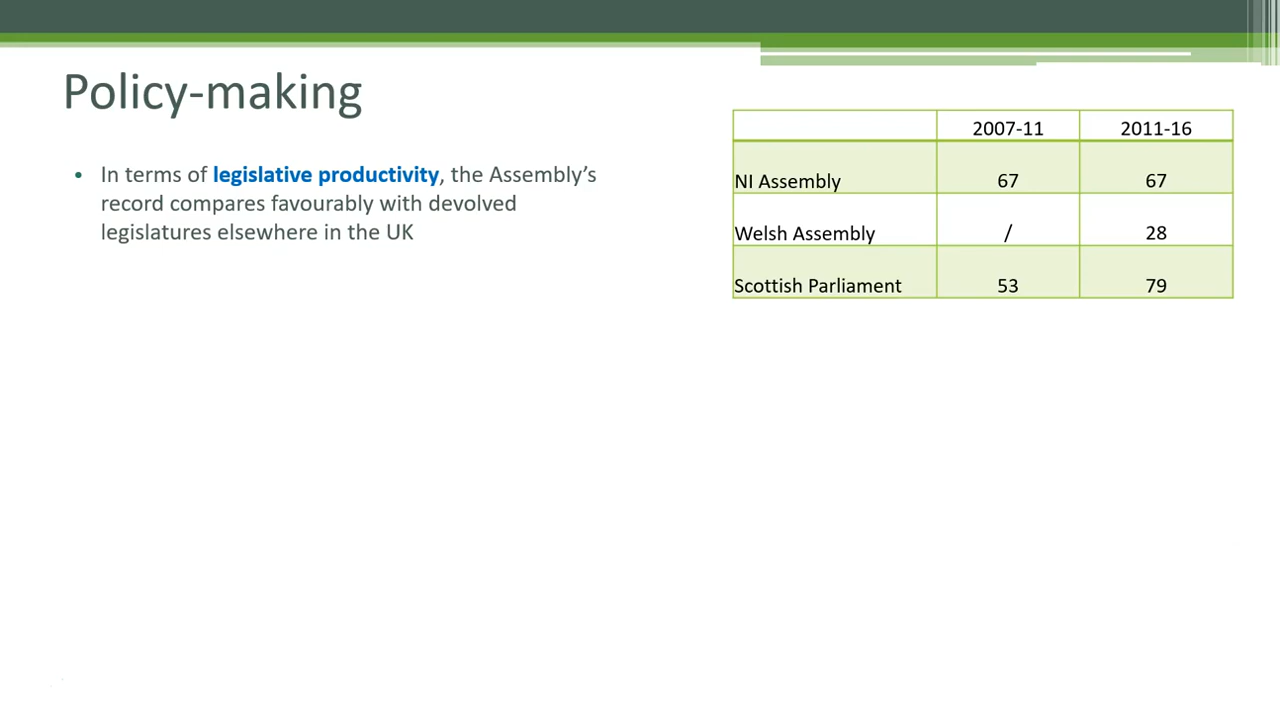 Policy-making
• In terms of legislative productivity, the Assembly’s
record compares favourably with devolved
legislatures elsewhere in the UK
2007-11 2011-16
NI Assembly 67 67
Welsh Assembly / 28
Scottish Parliament 53 79